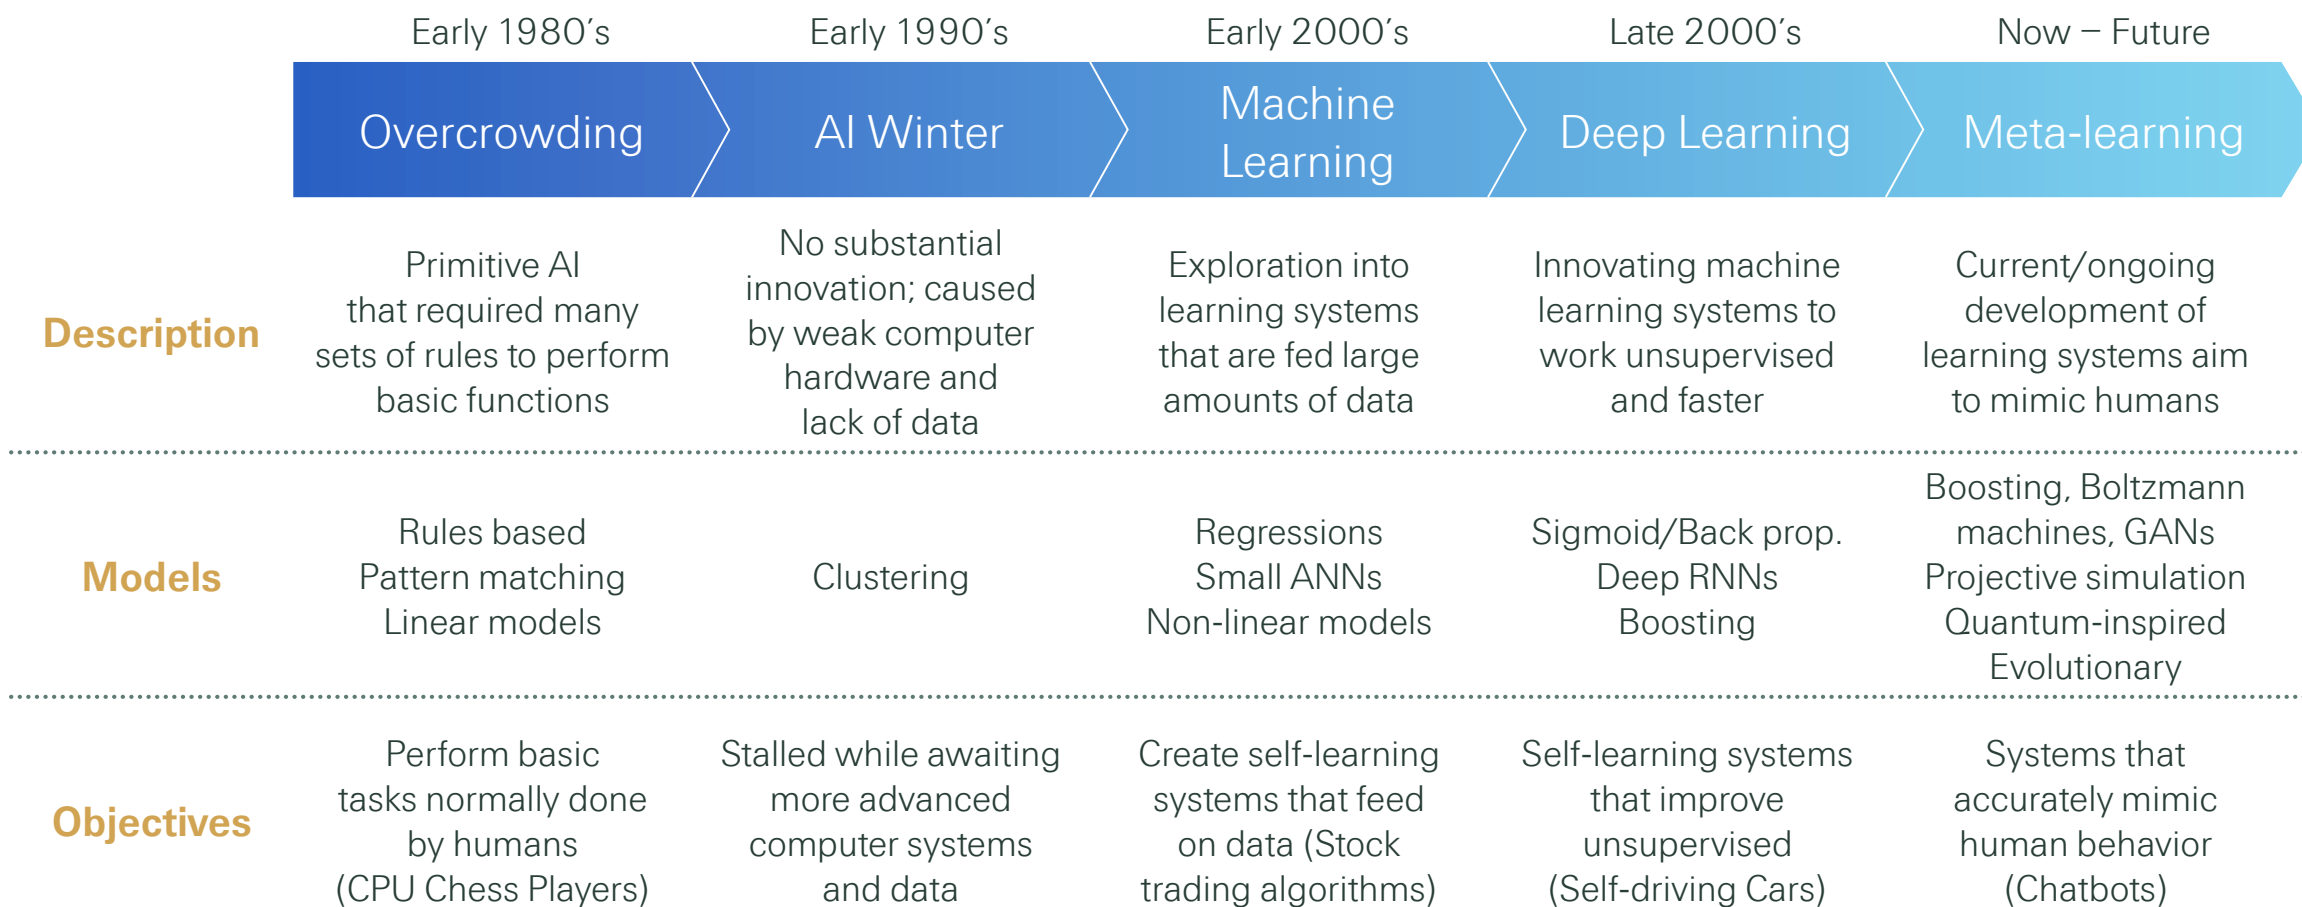 Early 1980's
Early 1990's
Early 2000's
Late 2000's
Now – Future
Overcrowding
AI Winter
Machine
Learning
Deep Learning
Meta-learning
Description
Primitive AI
that required many
sets of rules to perform
basic functions
No substantial
innovation; caused
by weak computer
hardware and
lack of data
Exploration into
learning systems
that are fed large
amounts of data
Innovating machine
learning systems to
work unsupervised
and faster
Current/ongoing
development of
learning systems aim
to mimic humans
Models
Rules based
Pattern matching
Linear models
Clustering
Regressions
Small ANNs
Non-linear models
Sigmoid/Back prop.
Deep RNNs
Boosting
Boosting, Boltzmann
machines, GANs
Projective simulation
Quantum-inspired
Evolutionary
Objectives
Perform basic
tasks normally done
by humans
(CPU Chess Players)
Stalled while awaiting
more advanced
computer systems
and data
Create self-learning
systems that feed
on data (Stock
trading algorithms)
Self-learning systems
that improve
unsupervised
(Self-driving Cars)
Systems that
accurately mimic
human behavior
(Chatbots)